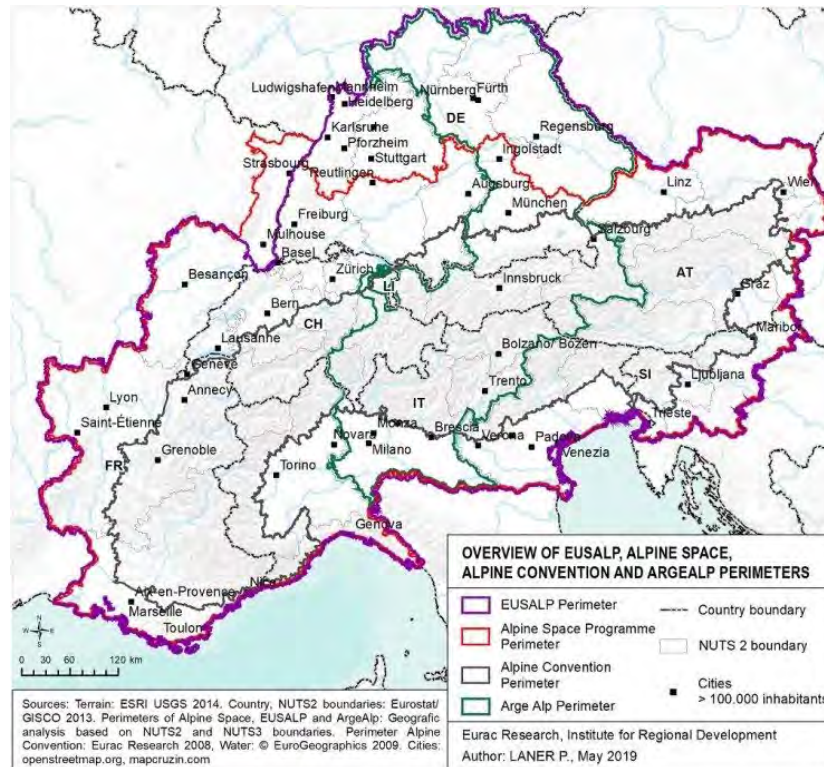 Ludwigshafen
Mannheim
Heidelberg
Nürnberg
Fürth
DE
Karlsruhe
Pforzheim
Stuttgart
Regensburg
Ingolstadt
Strasbourg
Reutlingen
Augsburg
Linz
Wien
München
Freiburg
Salzburg
Mulhouse
Basel
Zürich
Besançon
LI
Innsbruck
AT
Graz
Bern
CH
Lausanne
Maribor
Bolzano/ Bozen
Genève
SI
Annecy
Ljubljana
Trento
IT
Lyon
Trieste
Saint-Étienne
Monza
Brescia
Verona
Padova
Novara
Milano
Venezia
Grenoble
FR
Torino
Genova
Aix-en-Provence
Marseille
Toulon
N
W E
S
0 30 60 120 km
OVERVIEW OF EUSALP, ALPINE SPACE,
ALPINE CONVENTION AND ARGEALP PERIMETERS
EUSALP Perimeter
Alpine Space Programme
Perimeter
Alpine Convention
Perimeter
Arge Alp Perimeter
Country boundary
NUTS 2 boundary
Cities
> 100.000 inhabitants
Sources: Terrain: ESRI USGS 2014. Country, NUTS2 boundaries: Eurostat/
GISCO 2013. Perimeters of Alpine Space, EUSALP and ArgeAlp: Geografic
analysis based on NUTS2 and NUTS3 boundaries. Perimeter Alpine
Convention: Eurac Research 2008, Water: © EuroGeographics 2009. Cities:
openstreetmap.org, mapcruzin.com
Eurac Research, Institute for Regional Development
Author: LANER P., May 2019